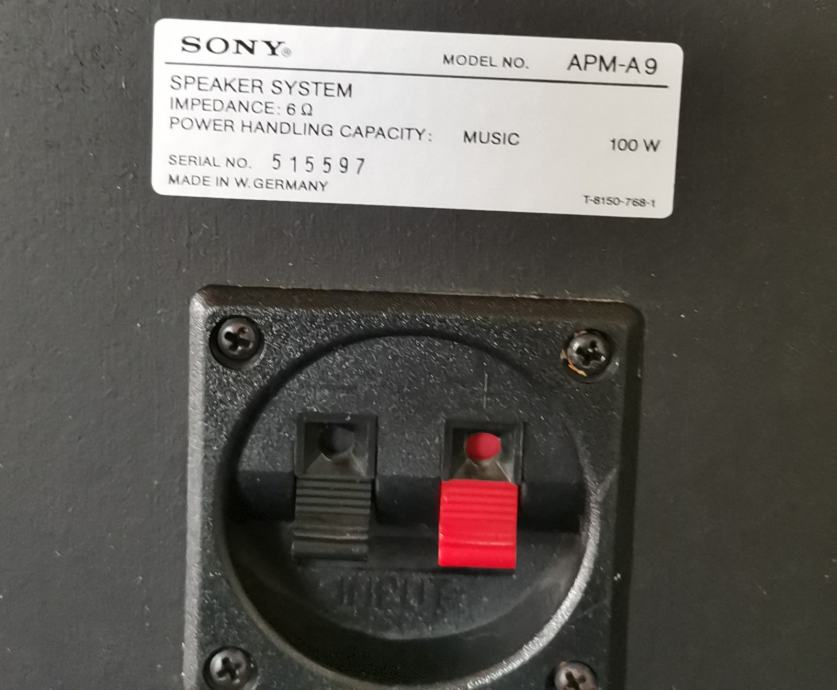 SONY®
MODEL NO. APM-A9
SPEAKER SYSTEM
IMPEDANCE: 6 Ω
POWER HANDLING CAPACITY: MUSIC 100 W
SERIAL NO. 515597
MADE IN W. GERMANY
T-8150-768-1
− +
INPUT